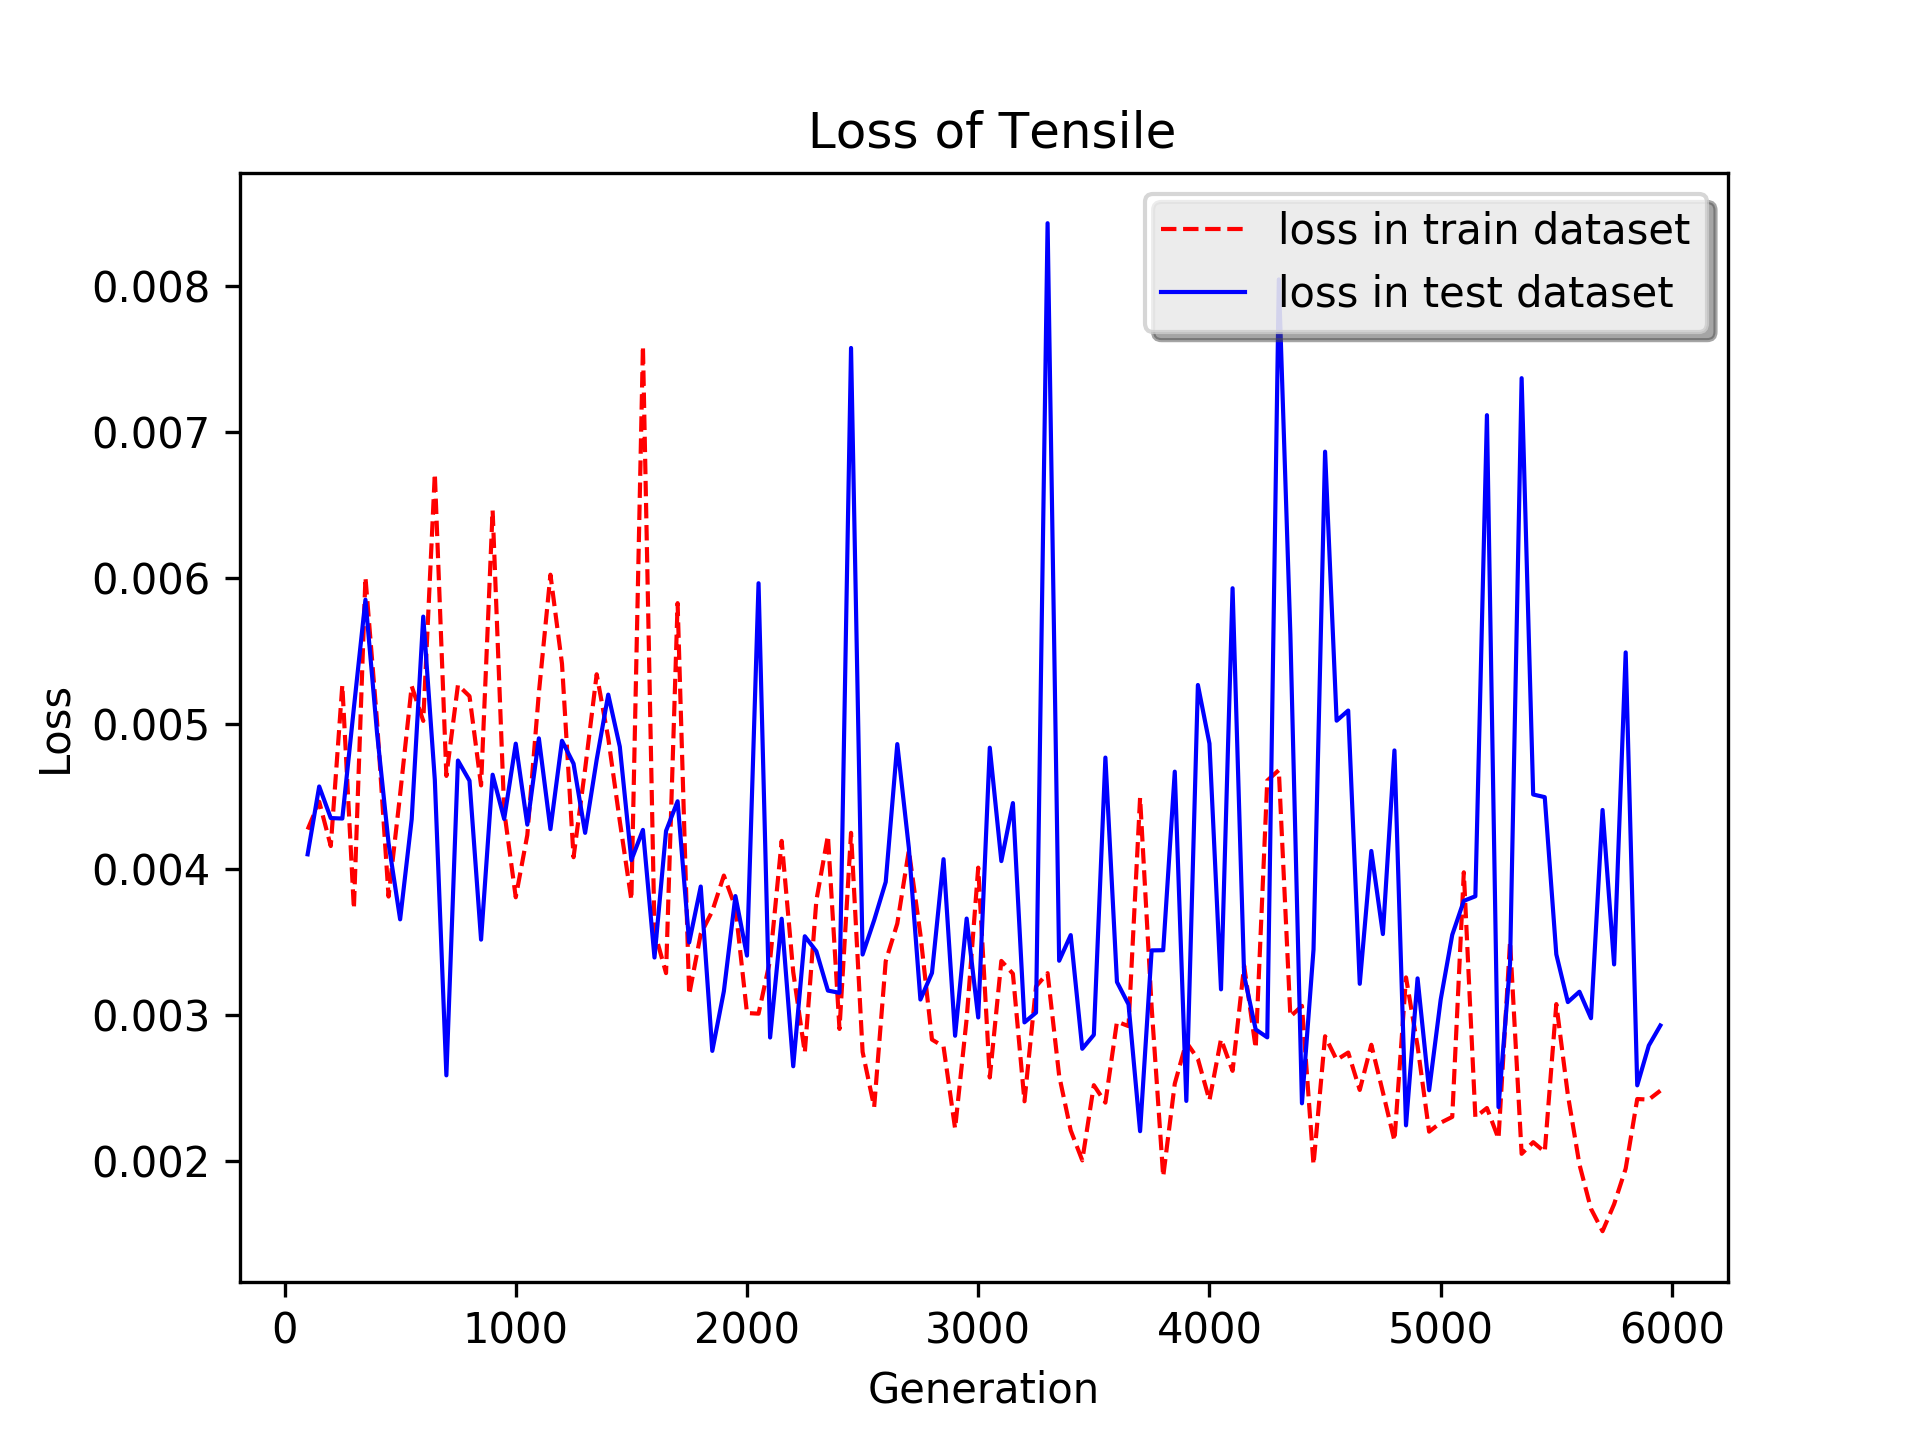 Loss of Tensile
loss in train dataset
loss in test dataset
0.008
0.007
0.006
0.005
0.004
0.003
0.002
Loss
0 1000 2000 3000 4000 5000 6000
Generation